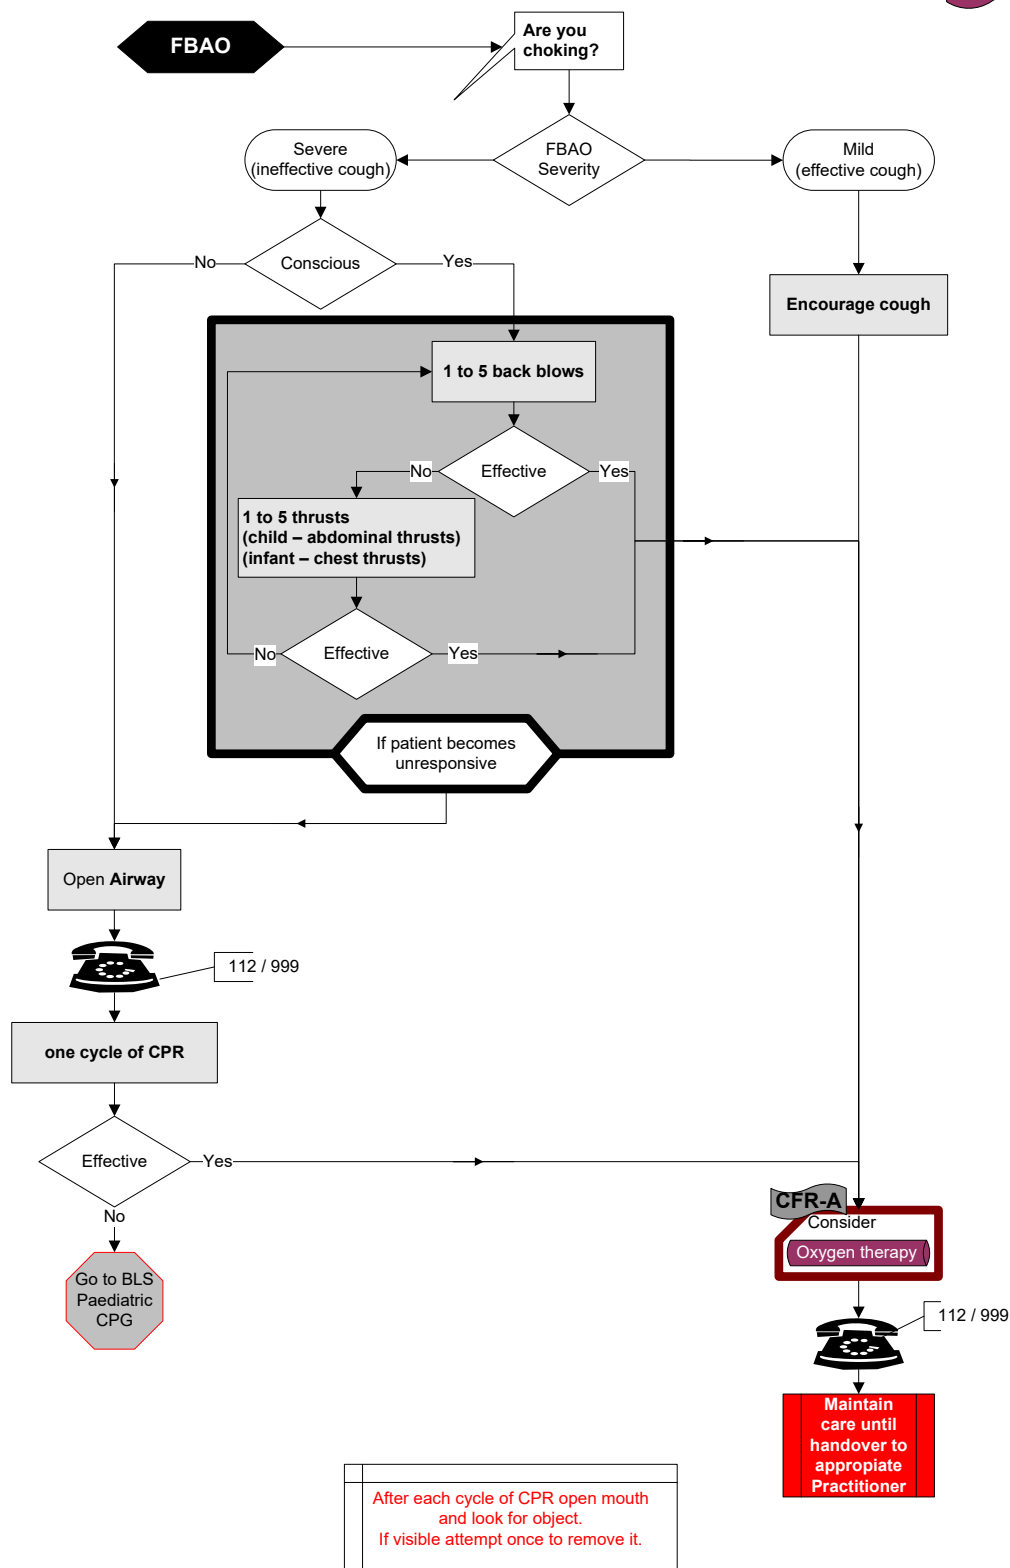 FBAO
Are you
choking?
Severe
(ineffective cough)
FBAO
Severity
Mild
(effective cough)
No
Conscious
Yes
Encourage cough
1 to 5 back blows
No
Effective
Yes
1 to 5 thrusts
(child – abdominal thrusts)
(infant – chest thrusts)
No
Effective
Yes
If patient becomes
unresponsive
Open Airway
112 / 999
one cycle of CPR
Effective
Yes
No
Go to BLS
Paediatric
CPG
CFR-A
Consider
Oxygen therapy
112 / 999
Maintain
care until
handover to
appropiate
Practitioner
After each cycle of CPR open mouth
and look for object.
If visible attempt once to remove it.